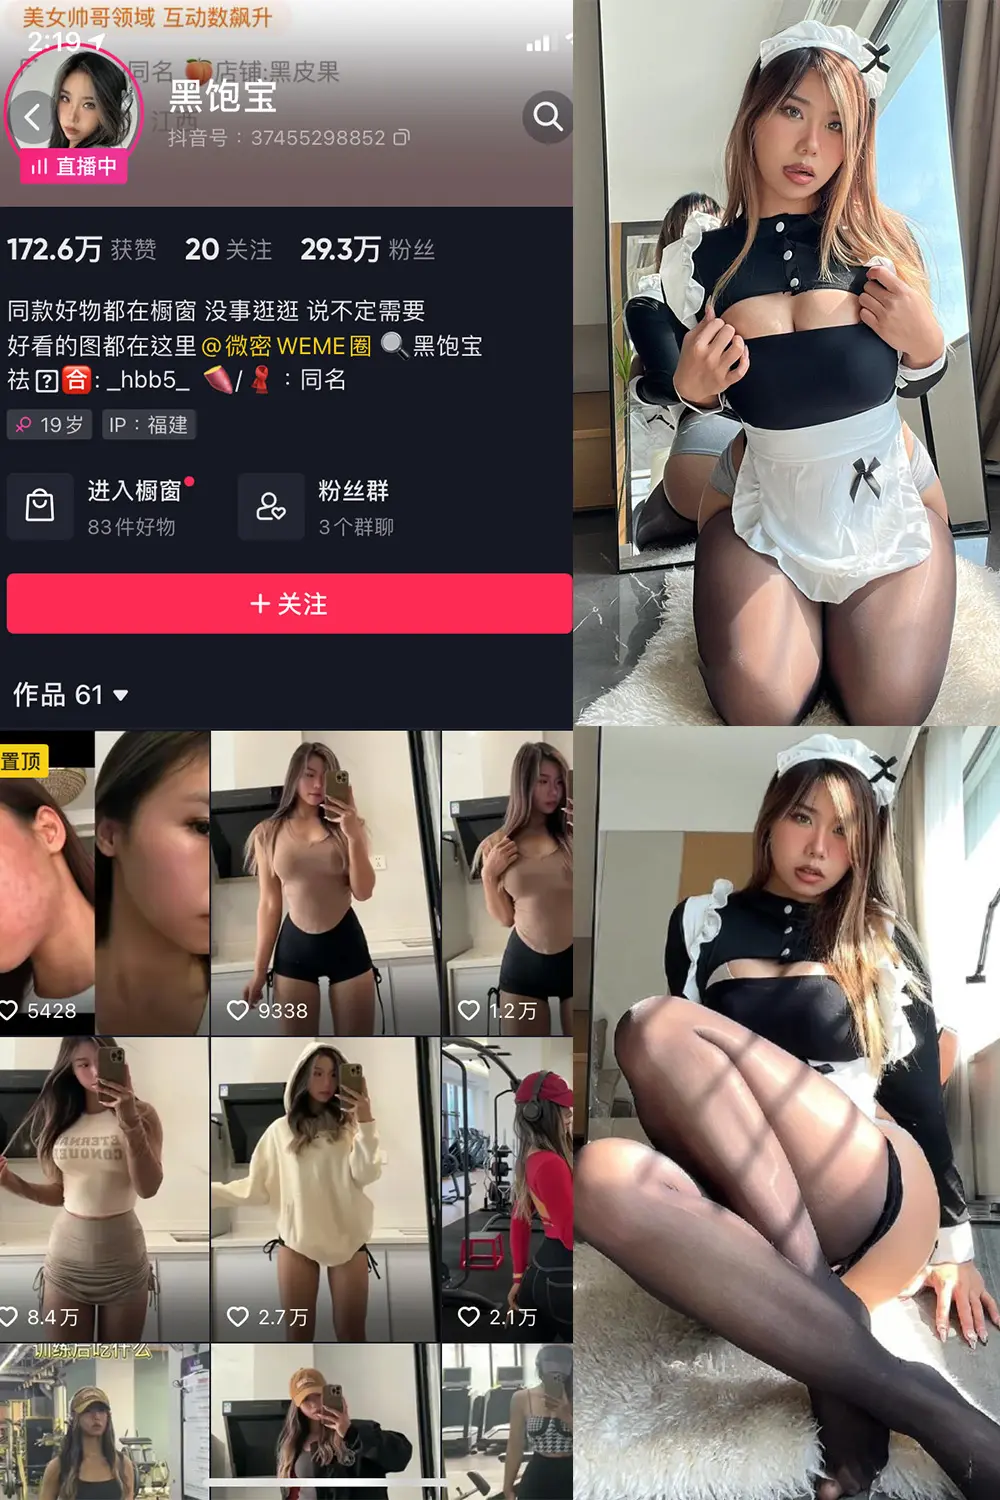 美女帅哥领域 互动数飙升
2:19
同名 🍑店铺:黑皮果
黑饱宝
江西
抖音号：37455298852
直播中
172.6万 获赞 20 关注 29.3万 粉丝
同款好物都在橱窗 没事逛逛 说不定需要
好看的图都在这里@微密 WEME圈 🔍黑饱宝
祛?合: _hbb5_ 🍠/🧣：同名
19岁 IP：福建
进入橱窗
83件好物
粉丝群
3个群聊
+ 关注
作品 61
置顶
5428
9338
1.2万
ETERNA
CONQUE
8.4万
2.7万
2.1万
训练后吃什么